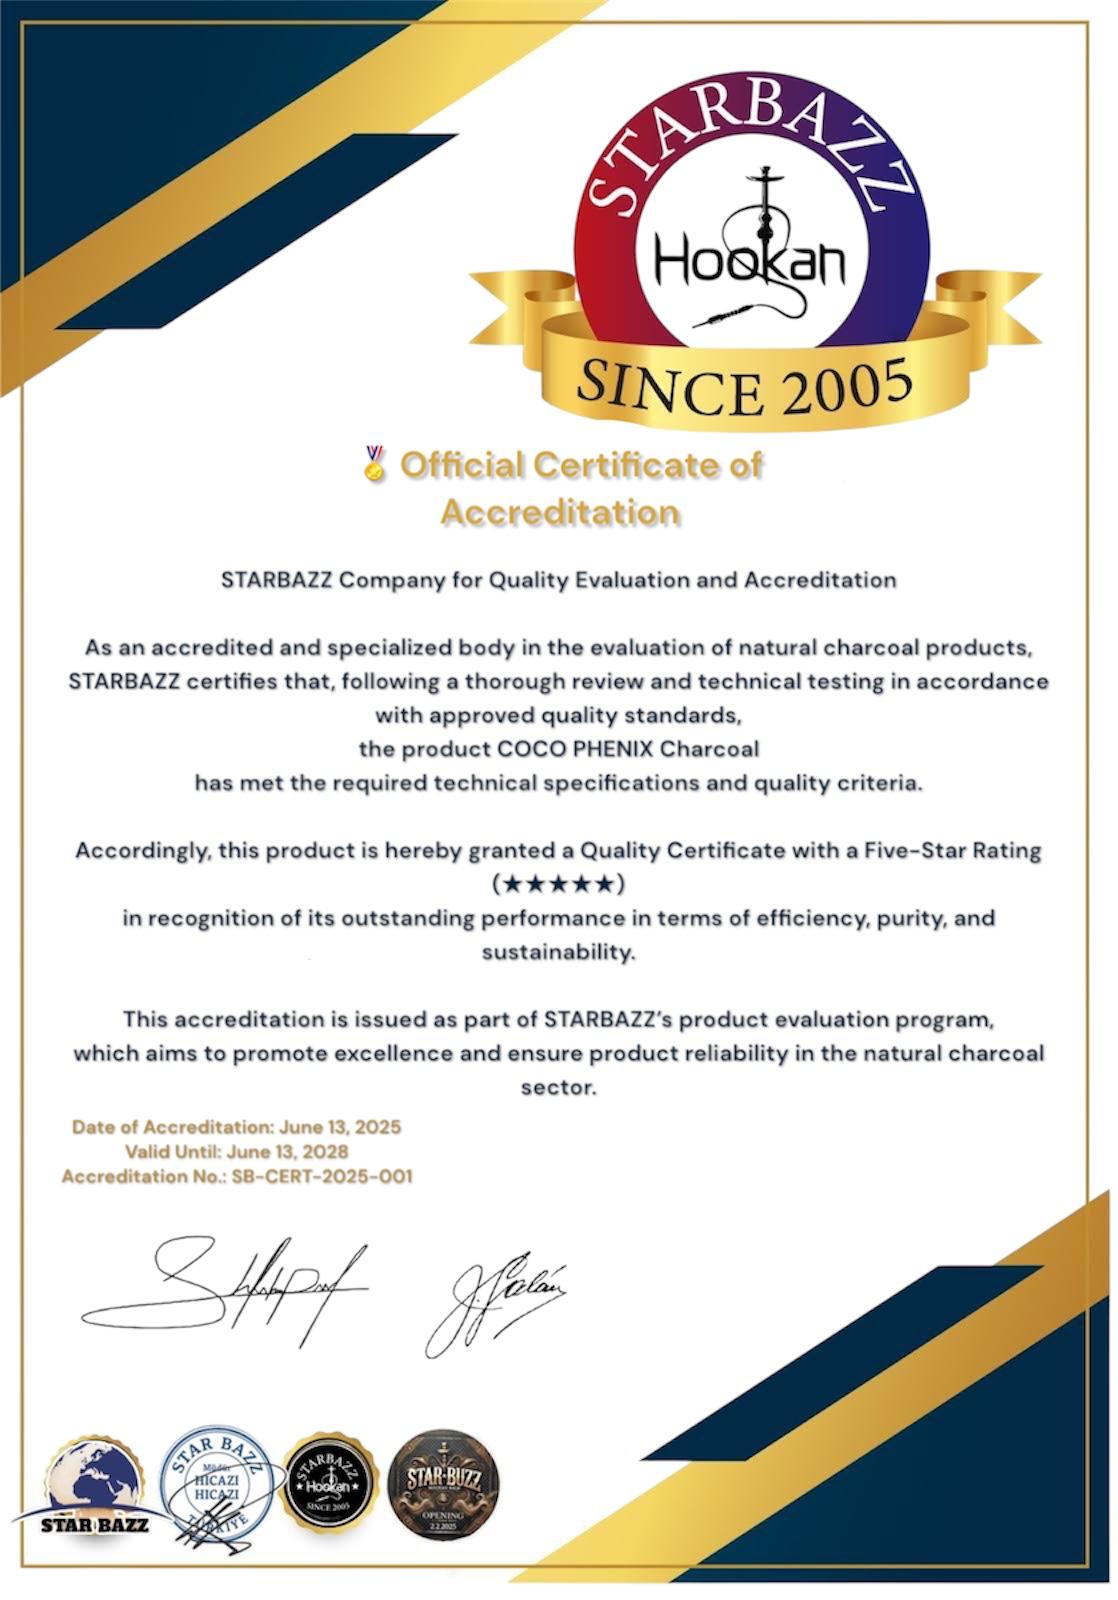 STARBAZZ
Hookan
SINCE 2005
Official Certificate of
Accreditation
STARBAZZ Company for Quality Evaluation and Accreditation
As an accredited and specialized body in the evaluation of natural charcoal products,
STARBAZZ certifies that, following a thorough review and technical testing in accordance
with approved quality standards,
the product COCO PHENIX Charcoal
has met the required technical specifications and quality criteria.
Accordingly, this product is hereby granted a Quality Certificate with a Five-Star Rating
(★★★★★)
in recognition of its outstanding performance in terms of efficiency, purity, and
sustainability.
This accreditation is issued as part of STARBAZZ's product evaluation program,
which aims to promote excellence and ensure product reliability in the natural charcoal
sector.
Date of Accreditation: June 13, 2025
Valid Until: June 13, 2028
Accreditation No.: SB-CERT-2025-001
STAR BAZZ
STAR BAZZ
Müdür
HICAZI
HICAZI
TÜRKIYE
STARBAZZ
Hookan
SINCE 2005
STAR-BUZZ
OPENING
2.2.2025